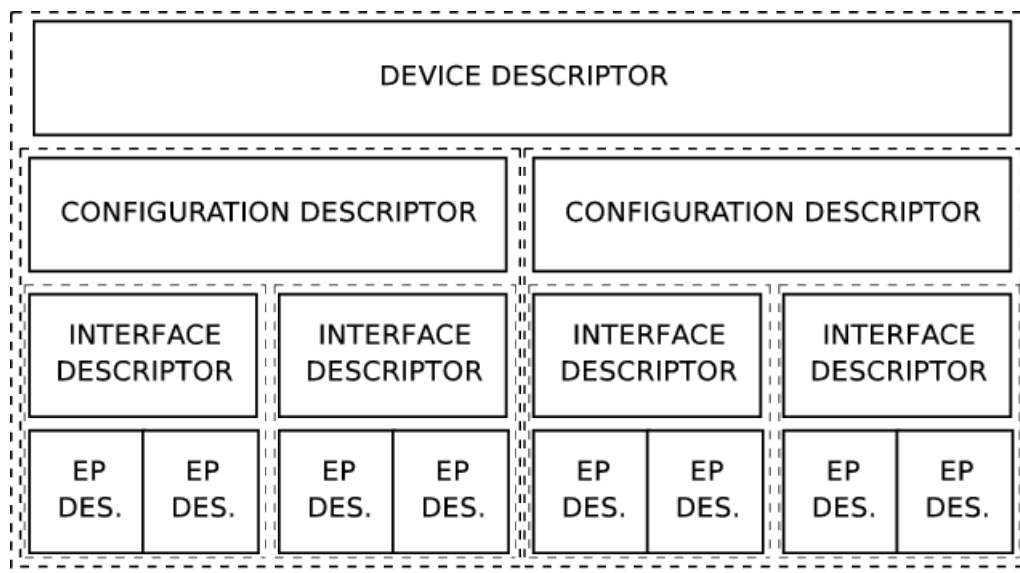 DEVICE DESCRIPTOR
CONFIGURATION DESCRIPTOR
CONFIGURATION DESCRIPTOR
INTERFACE
DESCRIPTOR
INTERFACE
DESCRIPTOR
INTERFACE
DESCRIPTOR
INTERFACE
DESCRIPTOR
EP
DES.
EP
DES.
EP
DES.
EP
DES.
EP
DES.
EP
DES.
EP
DES.
EP
DES.